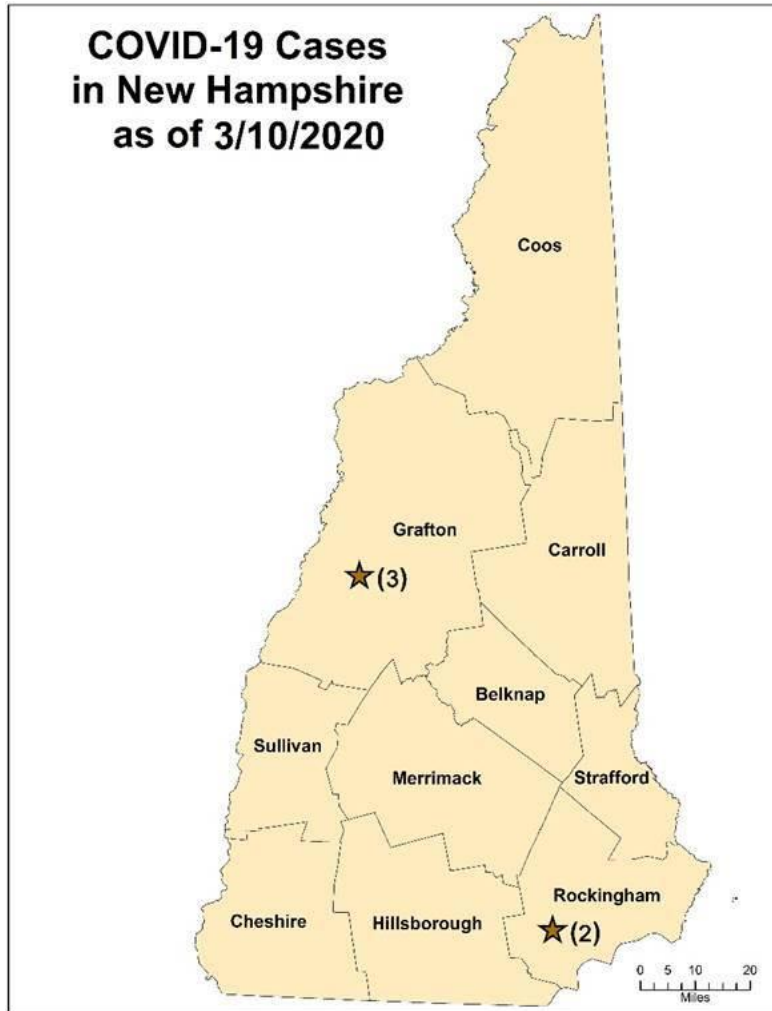 COVID-19 Cases
in New Hampshire
as of 3/10/2020
Coos
Grafton
Carroll
(3)
Belknap
Sullivan
Merrimack
Strafford
Rockingham
Cheshire
Hillsborough
(2)
0 5 10 20
Miles